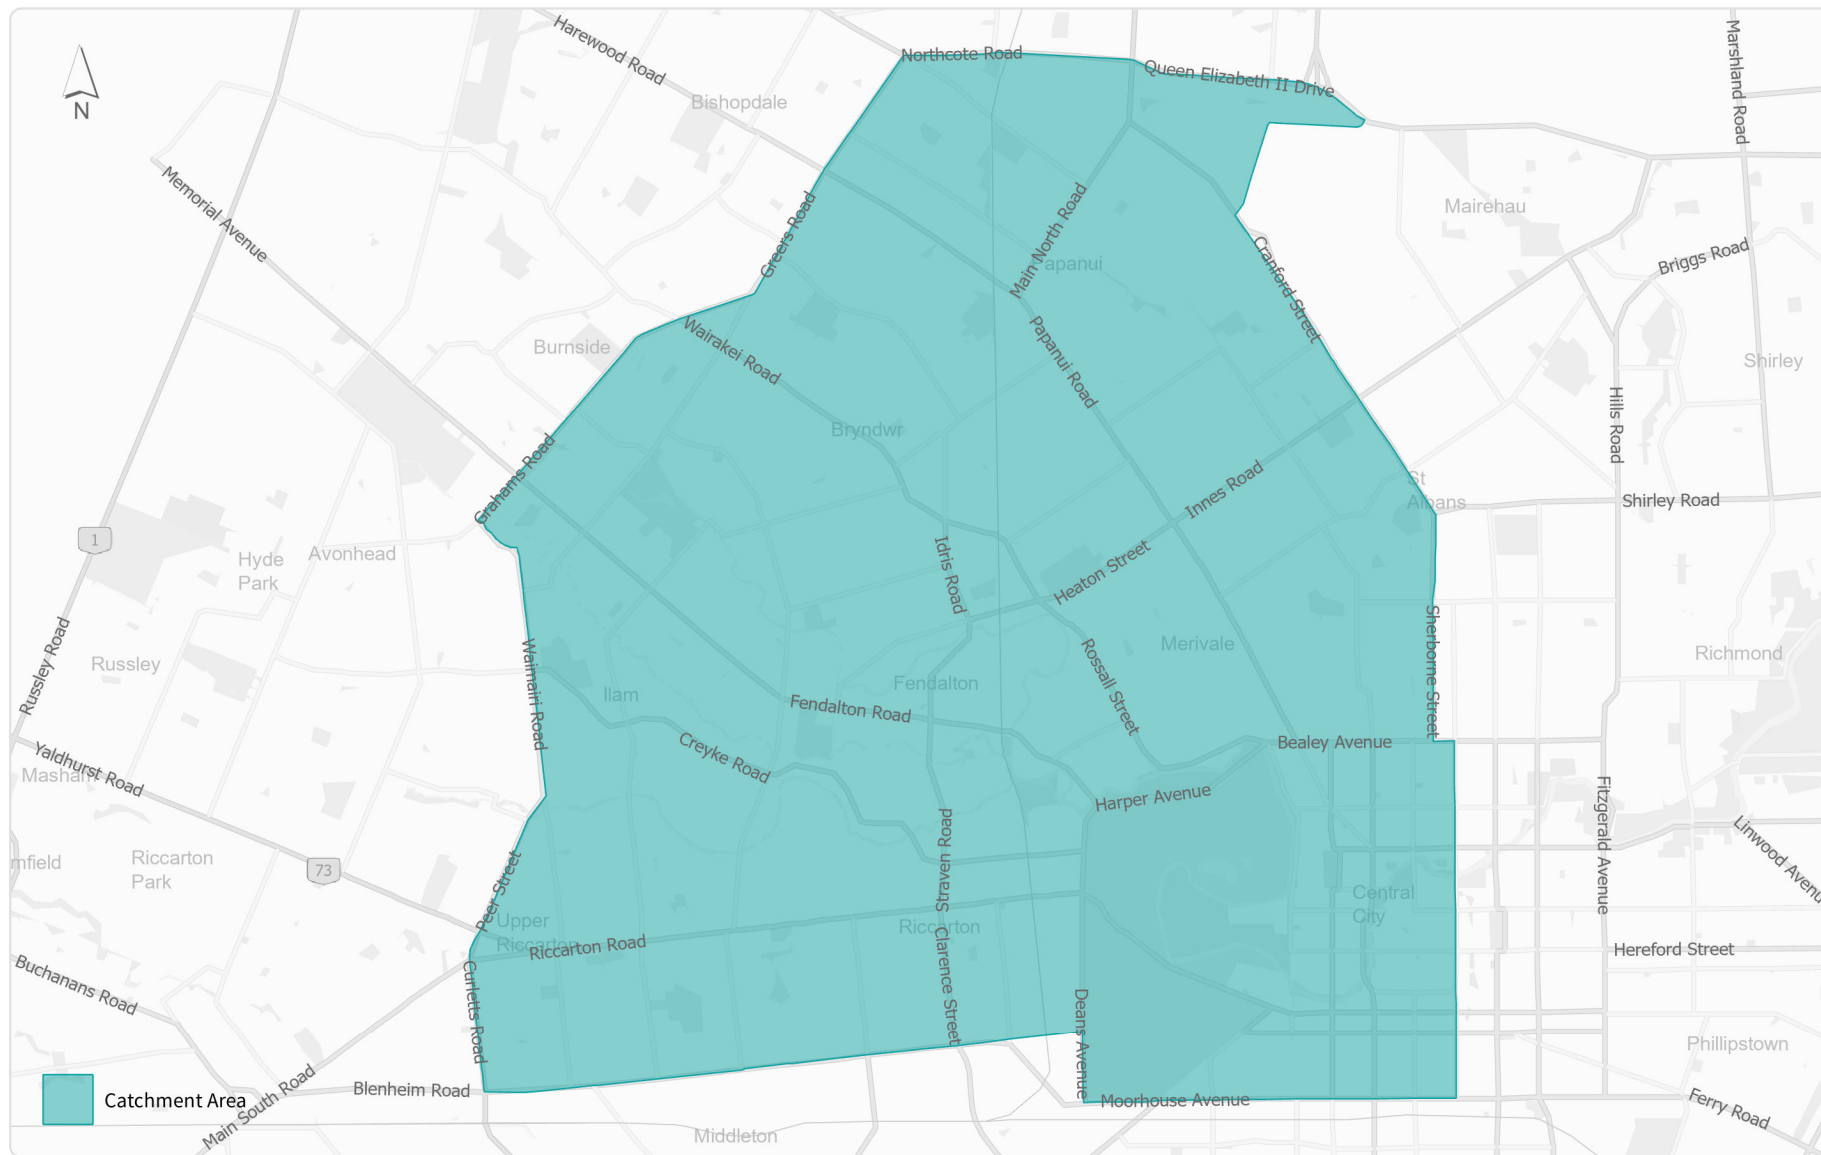 Harewood Road
Northcote Road
Queen Elizabeth II Drive
Marshland Road
N
Bishopdale
Memorial Avenue
Greers Road
Main North Road
Papanui
Mairehau
Cranford Street
Briggs Road
Burnside
Wairakei Road
Papanui Road
Shirley
Bryndwr
Hills Road
Grahams Road
Innes Road
St
Albans
Shirley Road
1
Hyde
Park
Avonhead
Idris Road
Heaton Street
Russley Road
Russley
Waimairi Road
Ilam
Fendalton
Rossall Street
Merivale
Sherborne Street
Richmond
Fendalton Road
Creyke Road
Bealey Avenue
Yaldhurst Road
Masham
Harper Avenue
Fitzgerald Avenue
Linwood Avenu
mfield
Riccarton
Park
73
Peer Street
Straven Road
Central
City
Upper
Riccarton
Riccarton Road
Riccarton
Clarence Street
Hereford Street
Buchanans Road
Curletts Road
Deans Avenue
Phillipstown
Catchment Area
Main South Road
Blenheim Road
Moorhouse Avenue
Ferry Road
Middleton